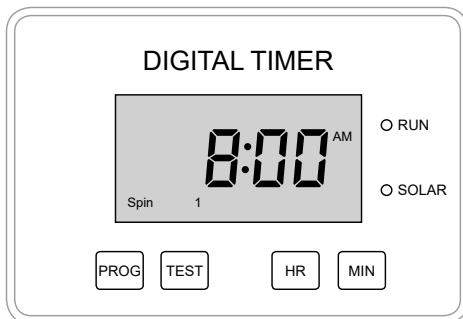 DIGITAL TIMER
8:00 AM
RUN
Spin 1
SOLAR
PROG TEST HR MIN